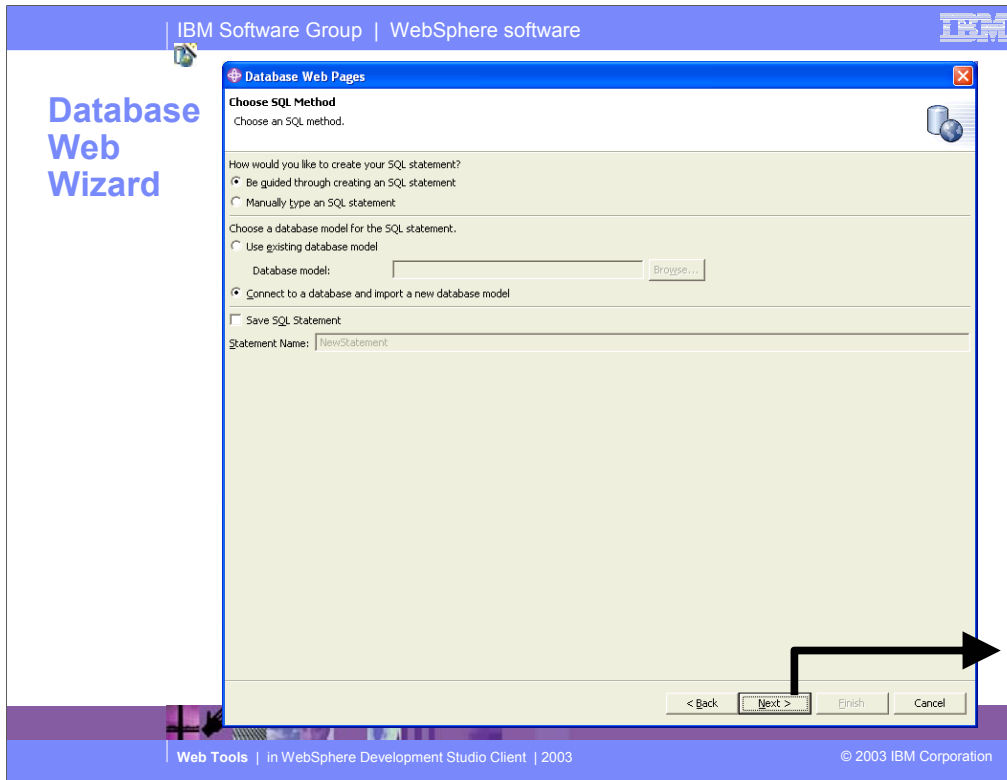 IBM Software Group | WebSphere software
IBM
Database
Web
Wizard
Database Web Pages
Choose SQL Method
Choose an SQL method.
How would you like to create your SQL statement?
Be guided through creating an SQL statement
Manually type an SQL statement
Choose a database model for the SQL statement.
Use existing database model
Database model:
Browse...
Connect to a database and import a new database model
Save SQL Statement
Statement Name: NewStatement
< Back Next > Finish Cancel
Web Tools | in WebSphere Development Studio Client | 2003
© 2003 IBM Corporation